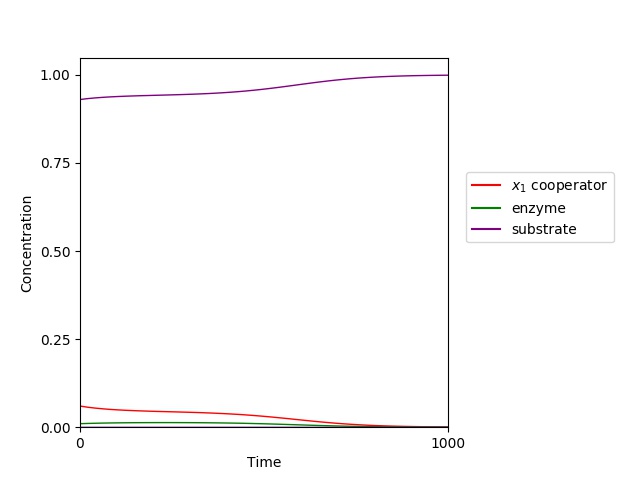 1.00
0.75
0.50
0.25
0.00
Concentration
0
1000
Time
x₁ cooperator
enzyme
substrate